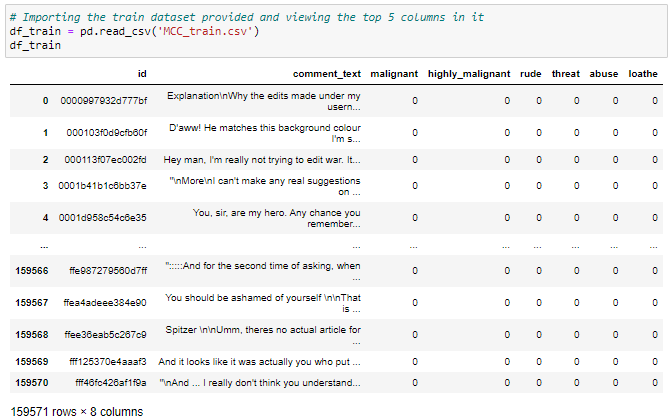 # Importing the train dataset provided and viewing the top 5 columns in it
df_train = pd.read_csv('MCC_train.csv')
df_train
id comment_text malignant highly_malignant rude threat abuse loathe
0 0000997932d777bf Explanation\nWhy the edits made under my usern... 0 0 0 0 0 0
1 000103f0d9cfb60f D'aww! He matches this background colour I'm s... 0 0 0 0 0 0
2 000113f07ec002fd Hey man, I'm really not trying to edit war. It... 0 0 0 0 0 0
3 0001b41b1c6bb37e "\nMore\nI can't make any real suggestions on ... 0 0 0 0 0 0
4 0001d958c54c6e35 You, sir, are my hero. Any chance you remember... 0 0 0 0 0 0
... ... ... ... ... ... ... ... ...
159566 ffe987279560d7ff ":::::And for the second time of asking, when ... 0 0 0 0 0 0
159567 ffea4adeee384e90 You should be ashamed of yourself \n\nThat is ... 0 0 0 0 0 0
159568 ffee36eab5c267c9 Spitzer \n\nUmm, theres no actual article for ... 0 0 0 0 0 0
159569 fff125370e4aaaf3 And it looks like it was actually you who put ... 0 0 0 0 0 0
159570 fff46fc426af1f9a "\nAnd ... I really don't think you understand... 0 0 0 0 0 0
159571 rows × 8 columns